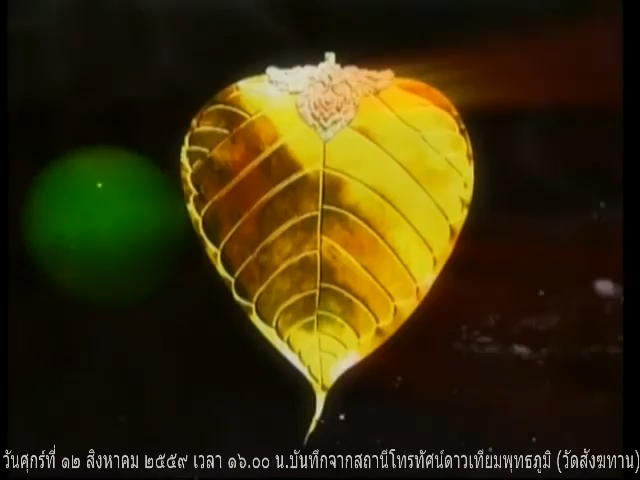 วันศุกร์ที่ ๑๒ สิงหาคม ๒๕๕๙ เวลา ๑๖.๐๐ น.บันทึกจากสถานีโทรทัศน์ดาวเทียมพุทธภูมิ (วัดสังฆทาน)